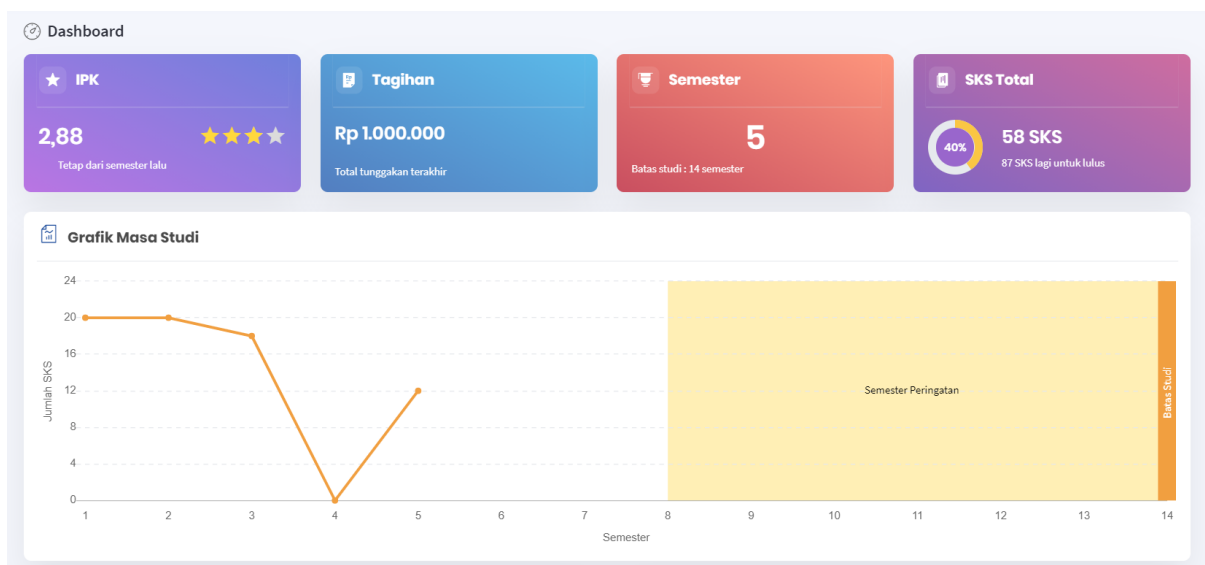 Dashboard
IPK
2,88
Tetap dari semester lalu
Tagihan
Rp 1.000.000
Total tunggakan terakhir
Semester
5
Batas studi : 14 semester
SKS Total
40%
58 SKS
87 SKS lagi untuk lulus
Grafik Masa Studi
24
20
16
12
8
4
0
Jumlah SKS
Semester Peringatan
Batas Studi
1 2 3 4 5 6 7 8 9 10 11 12 13 14
Semester